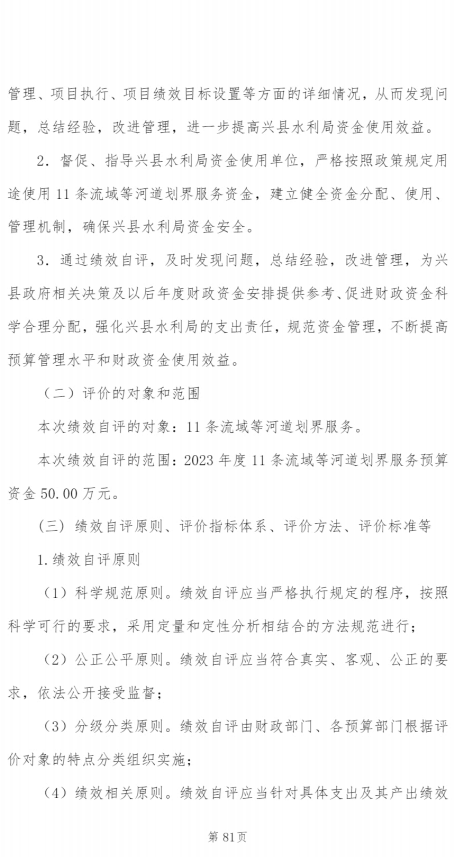 管理、项目执行、项目绩效目标设置等方面的详细情况，从而发现问
题，总结经验，改进管理，进一步提高兴县水利局资金使用效益。
2．督促、指导兴县水利局资金使用单位，严格按照政策规定用
途使用 11 条流域等河道划界服务资金，建立健全资金分配、使用、
管理机制，确保兴县水利局资金安全。
3．通过绩效自评，及时发现问题，总结经验，改进管理，为兴
县政府相关决策及以后年度财政资金安排提供参考、促进财政资金科
学合理分配，强化兴县水利局的支出责任，规范资金管理，不断提高
预算管理水平和财政资金使用效益。
（二）评价的对象和范围
本次绩效自评的对象：11 条流域等河道划界服务。
本次绩效自评的范围：2023 年度 11 条流域等河道划界服务预算
资金 50.00 万元。
(三) 绩效自评原则、评价指标体系、评价方法、评价标准等
1.绩效自评原则
（1）科学规范原则。绩效自评应当严格执行规定的程序，按照
科学可行的要求，采用定量和定性分析相结合的方法规范进行；
（2）公正公平原则。绩效自评应当符合真实、客观、公正的要
求，依法公开接受监督；
（3）分级分类原则。绩效自评由财政部门、各预算部门根据评
价对象的特点分类组织实施；
（4）绩效相关原则。绩效自评应当针对具体支出及其产出绩效
第 81页